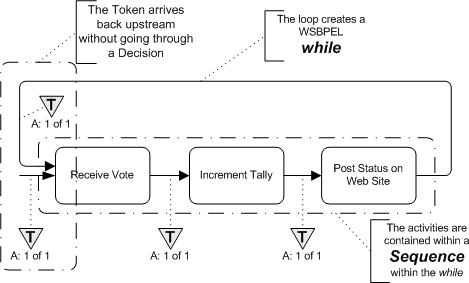 The Token arrives
back upstream
without going through
a Decision
The loop creates a
WSBPEL
while
T
A: 1 of 1
Receive Vote
Increment Tally
Post Status on
Web Site
T
A: 1 of 1
T
A: 1 of 1
T
A: 1 of 1
The activities are
contained within a
Sequence
within the while